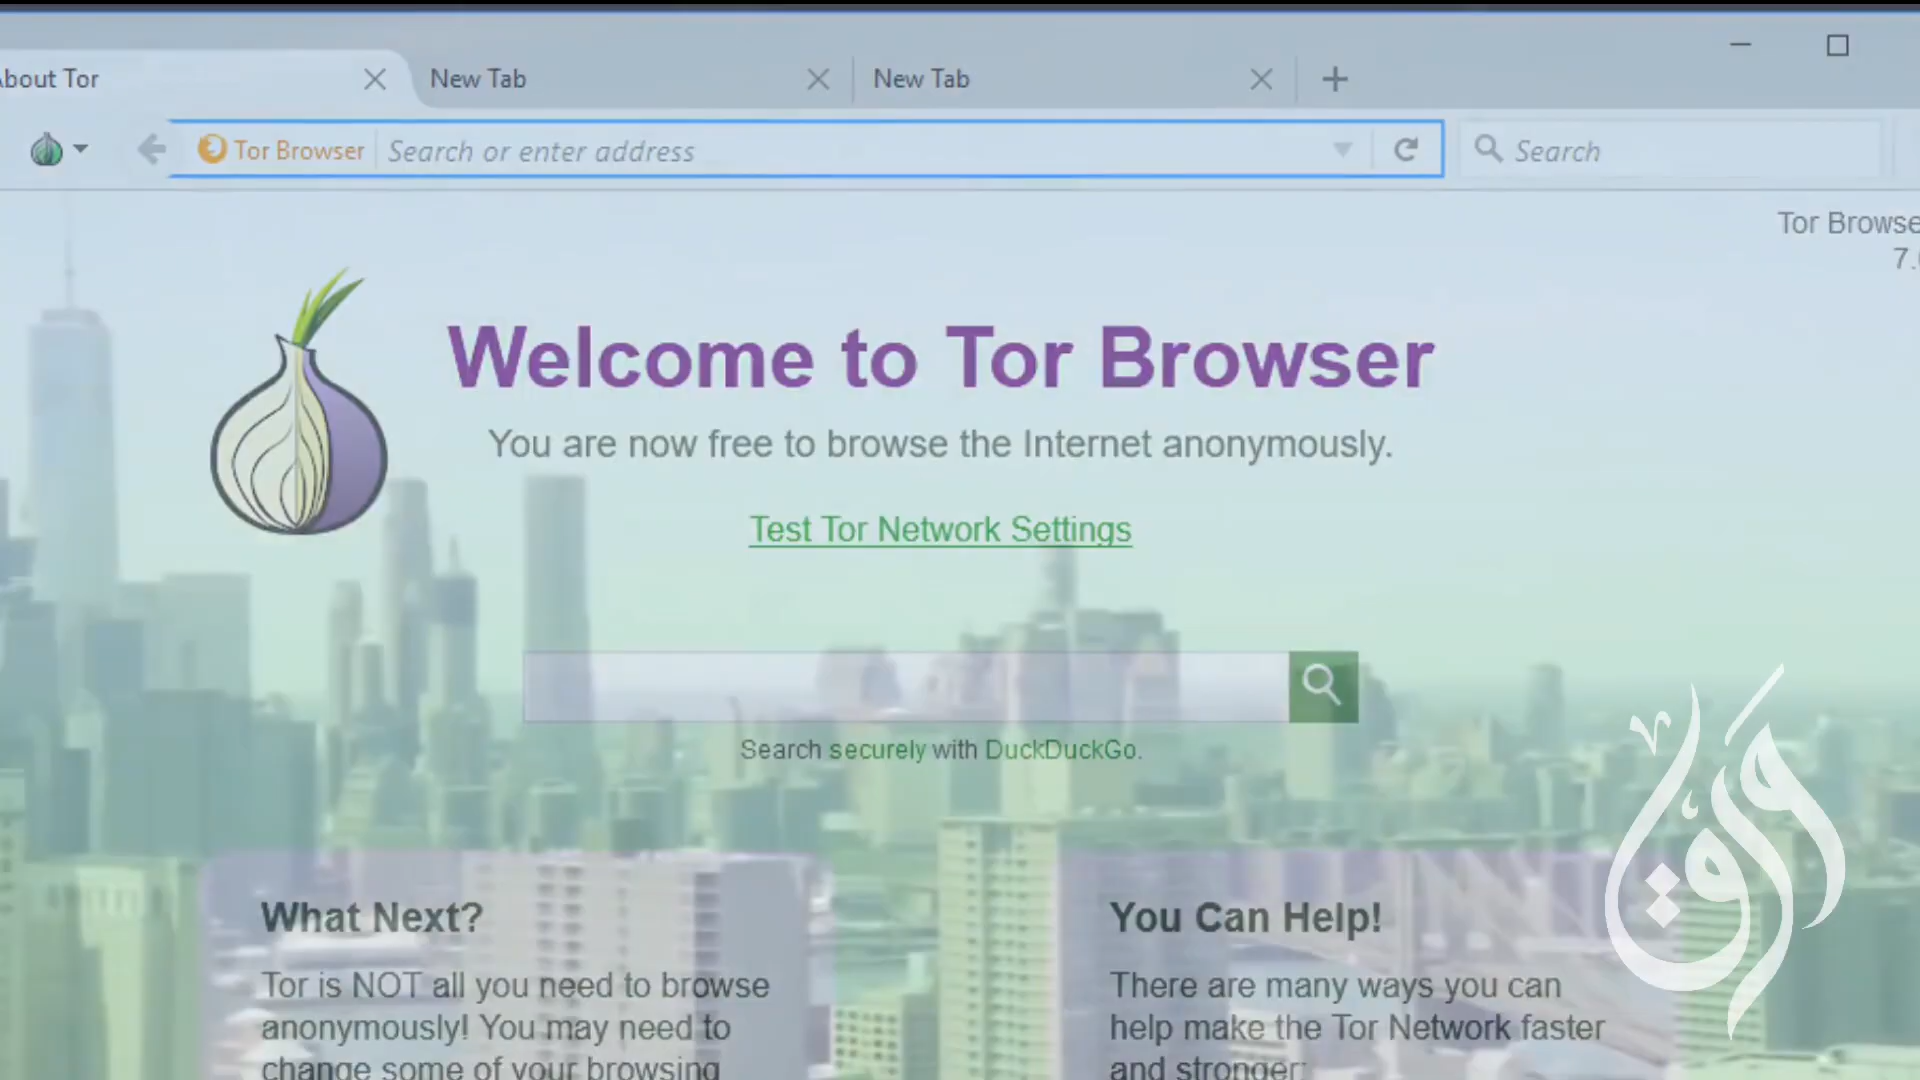 About Tor
New Tab
New Tab
Tor Browser
Search or enter address
Search
Tor Browse
7.
Welcome to Tor Browser
You are now free to browse the Internet anonymously.
Test Tor Network Settings
Search securely with DuckDuckGo.
What Next?
You Can Help!
Tor is NOT all you need to browse
anonymously! You may need to
change some of your browsing
There are many ways you can
help make the Tor Network faster
and stronger: